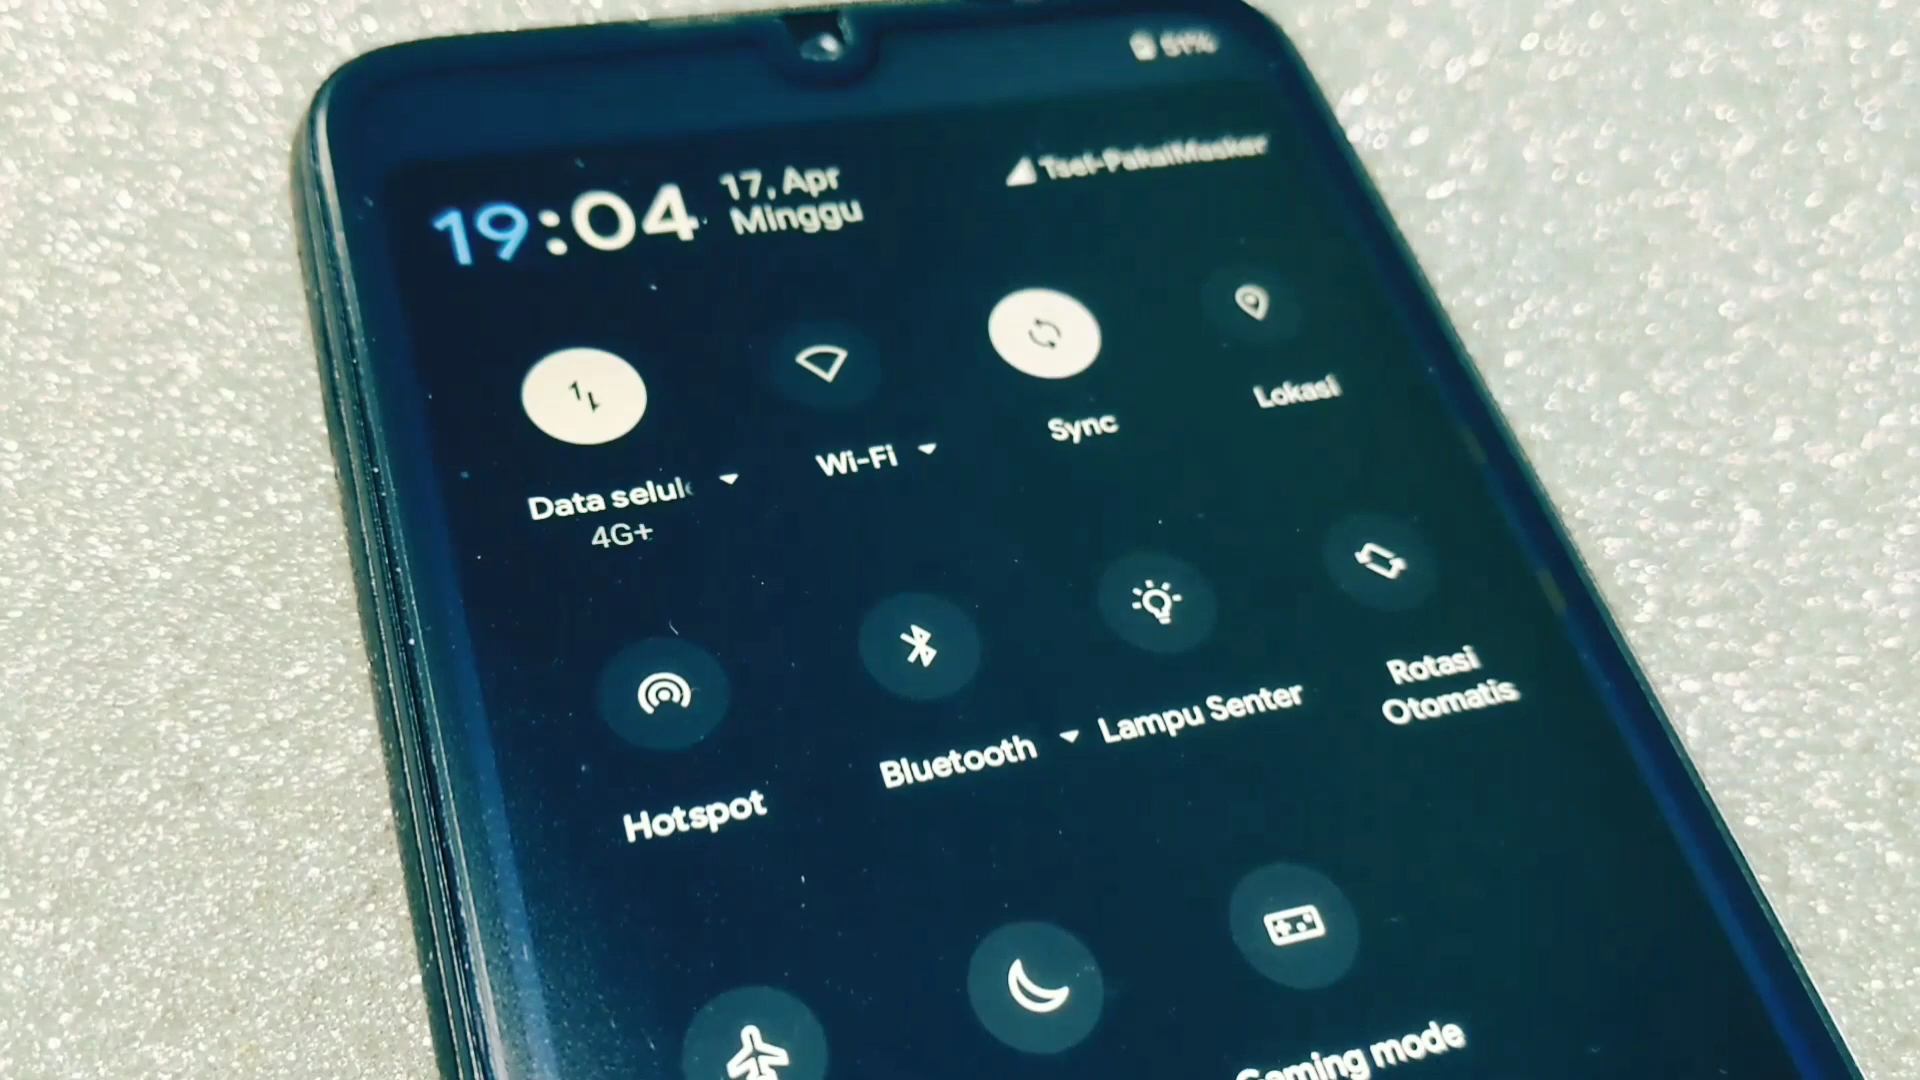 51%
19:04
17, Apr
Minggu
Tsel-PakaiMasker
Data selul
4G+
Wi-Fi
Sync
Lokasi
Hotspot
Bluetooth
Lampu Senter
Rotasi
Otomatis
Gaming mode